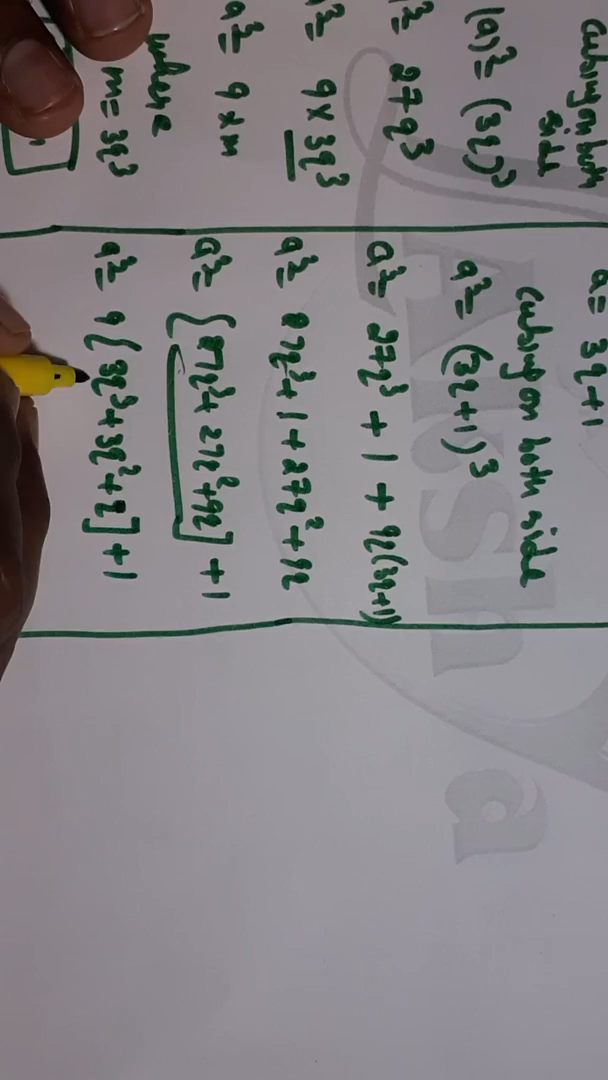 cubing on both
side
(a)³= (3q)³
a³= 27q³
a³= 9 × 3q³
a³= 9 × m
where
m= 3q³
a= 3q+1
cubing on both side
a³= (3q+1)³
a³= 27q³ + 1 + 9q(3q+1)
a³= 27q³+1+27q²+9q
a³= [27q³+27q²+9q] +1
a³= 9 [3q³+3q²+q] +1
Alish a